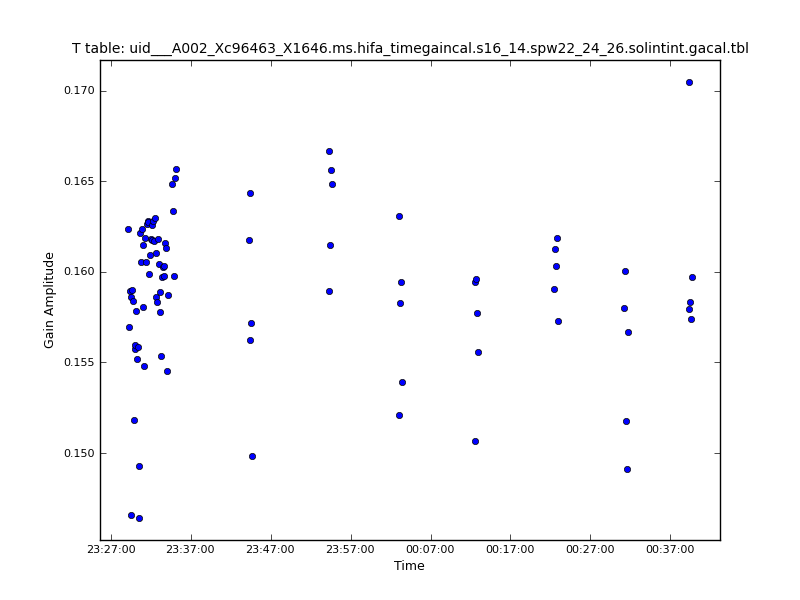 T table: uid___A002_Xc96463_X1646.ms.hifa_timegaincal.s16_14.spw22_24_26.solintint.gacal.tbl
0.170
0.165
0.160
0.155
0.150
Gain Amplitude
23:27:00 23:37:00 23:47:00 23:57:00 00:07:00 00:17:00 00:27:00 00:37:00
Time